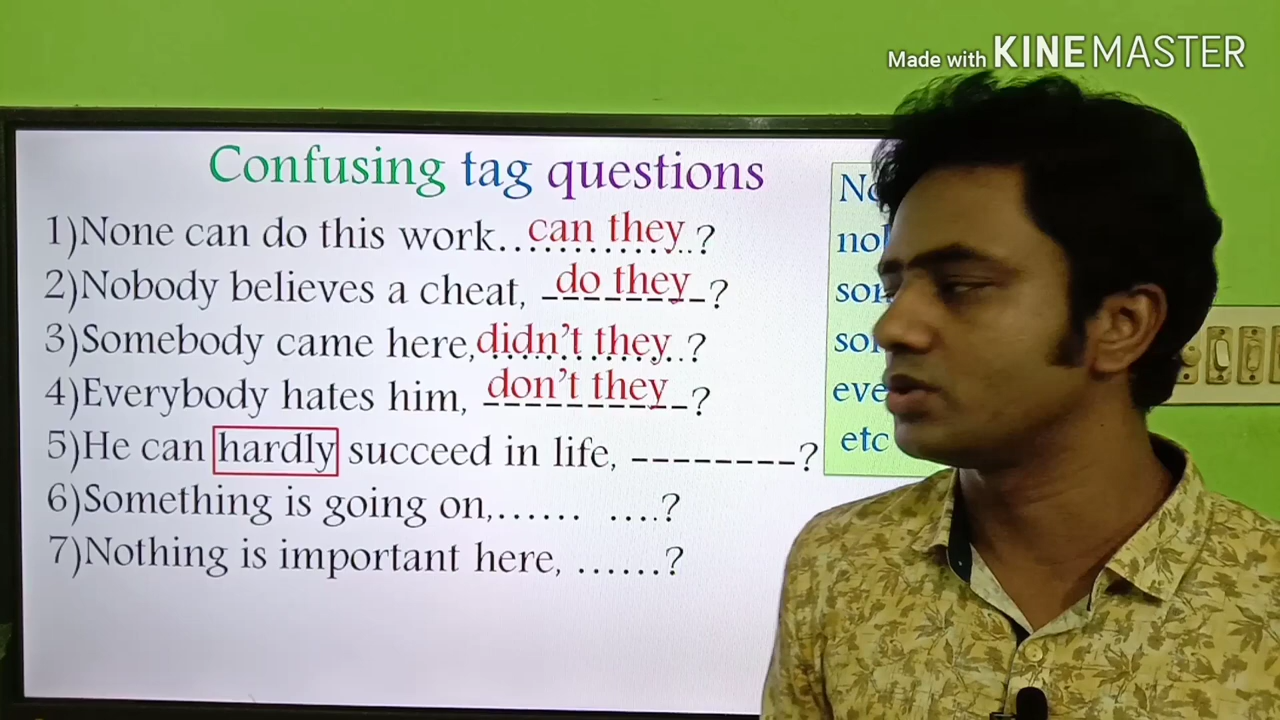 Made with KINEMASTER
Confusing tag questions
1)None can do this work...can they...?
2)Nobody believes a cheat, do they?
3)Somebody came here,didn't they..?
4)Everybody hates him, don't they?
5)He can hardly succeed in life, --------?
6)Something is going on,...... ....?
7)Nothing is important here, ......?
etc